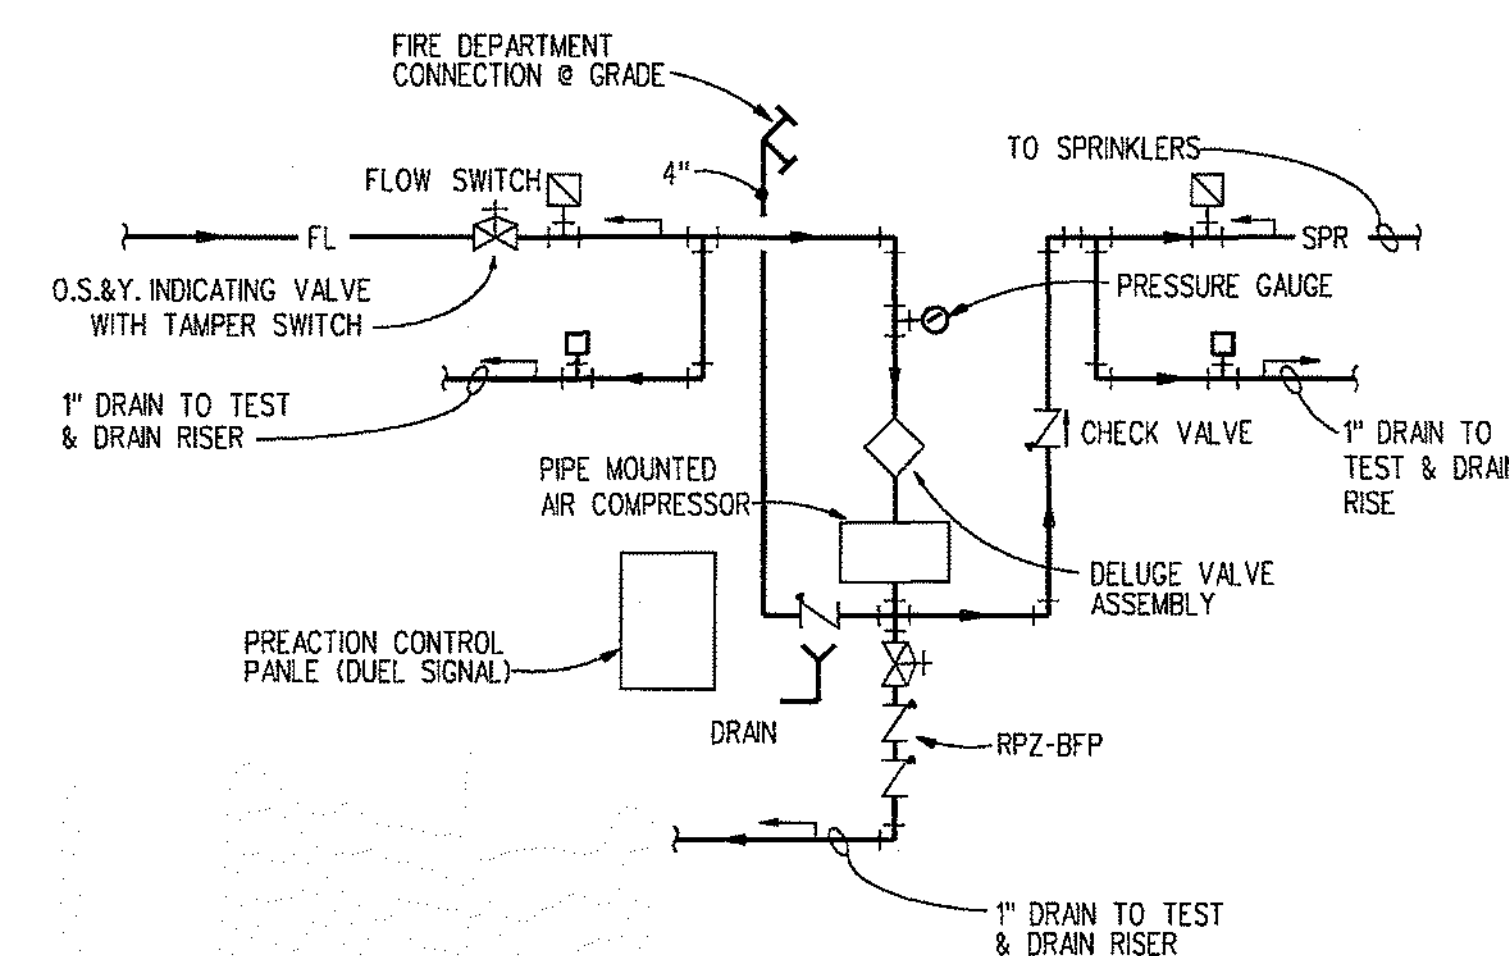 FIRE DEPARTMENT
CONNECTION @ GRADE
4"
TO SPRINKLERS
FLOW SWITCH
FL
SPR
O.S.&Y. INDICATING VALVE
WITH TAMPER SWITCH
PRESSURE GAUGE
1" DRAIN TO TEST
& DRAIN RISER
CHECK VALVE
1" DRAIN TO
TEST & DRAIN
RISE
PIPE MOUNTED
AIR COMPRESSOR
DELUGE VALVE
ASSEMBLY
PREACTION CONTROL
PANLE (DUEL SIGNAL)
DRAIN
RPZ-BFP
1" DRAIN TO TEST
& DRAIN RISER